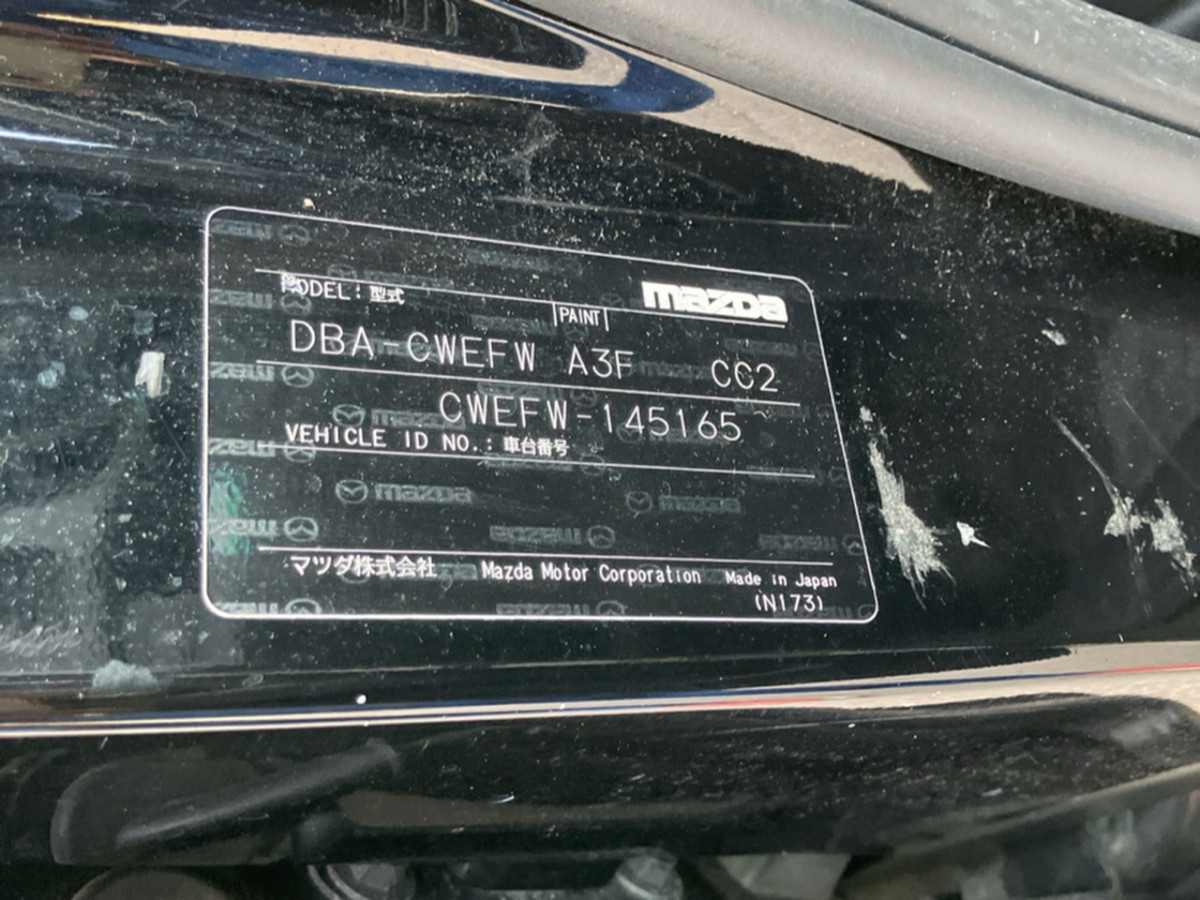 MODEL: 型式
PAINT
mazda
DBA-CWEFW A3F CC2
CWEFW-145165
VEHICLE ID NO.: 車台番号
マツダ株式会社 Mazda Motor Corporation Made in Japan
(N173)